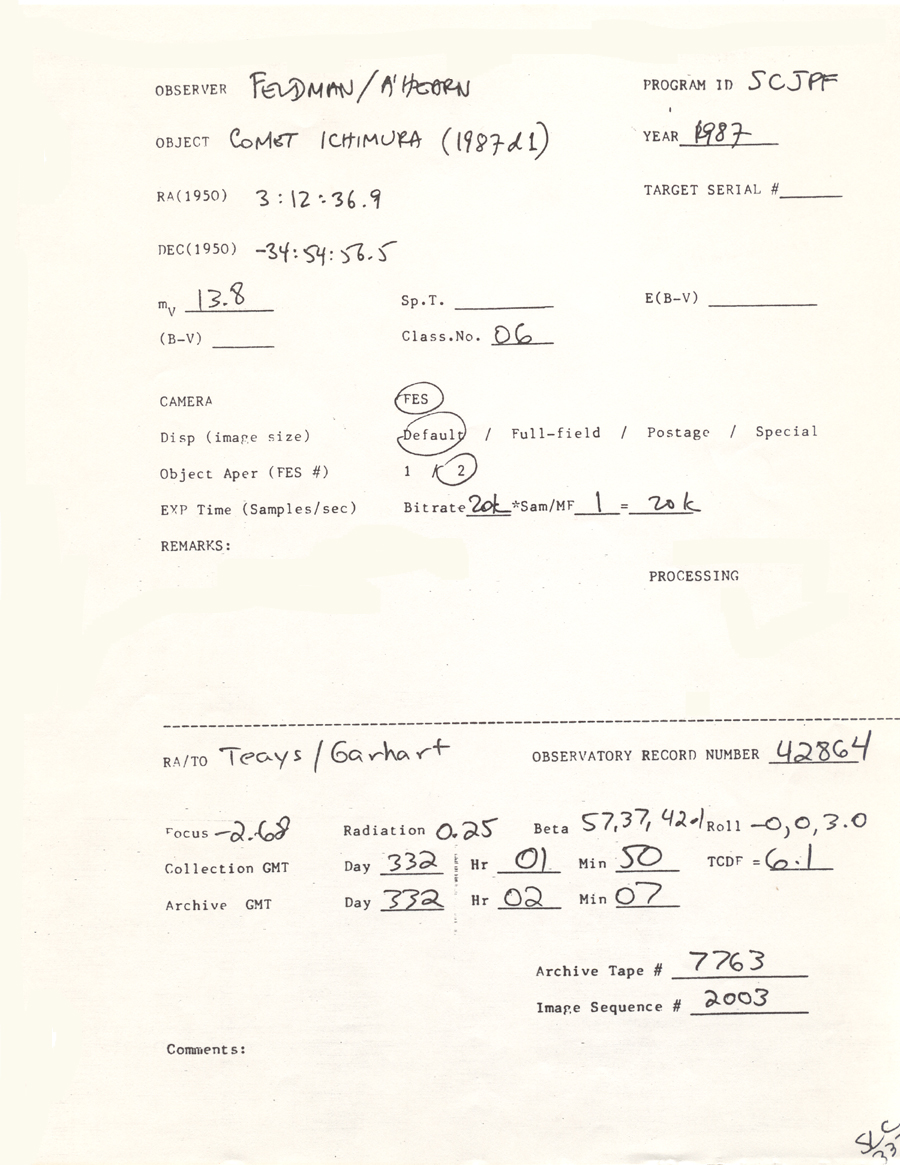 OBSERVER FELDMAN/A'HEARN PROGRAM ID SCJPF
OBJECT COMET ICHIMURA (1987d1) YEAR 1987
RA(1950) 3:12:36.9 TARGET SERIAL #
DEC(1950) -34:54:56.5
mV 13.8 Sp.T. E(B-V)
(B-V) Class.No. 06
CAMERA FES
Disp (image size) Default / Full-field / Postage / Special
Object Aper (FES #) 1 / 2
EXP Time (Samples/sec) Bitrate 20k *Sam/MF 1 = 20k
REMARKS:
PROCESSING
RA/TO Teays/Garhart OBSERVATORY RECORD NUMBER 42864
Focus -2.68 Radiation 0.25 Beta 57,37,42.1 Roll -0,0,3.0
Collection GMT Day 332 Hr 01 Min 50 TCDF = 6.1
Archive GMT Day 332 Hr 02 Min 07
Archive Tape # 7763
Image Sequence # 2003
Comments: